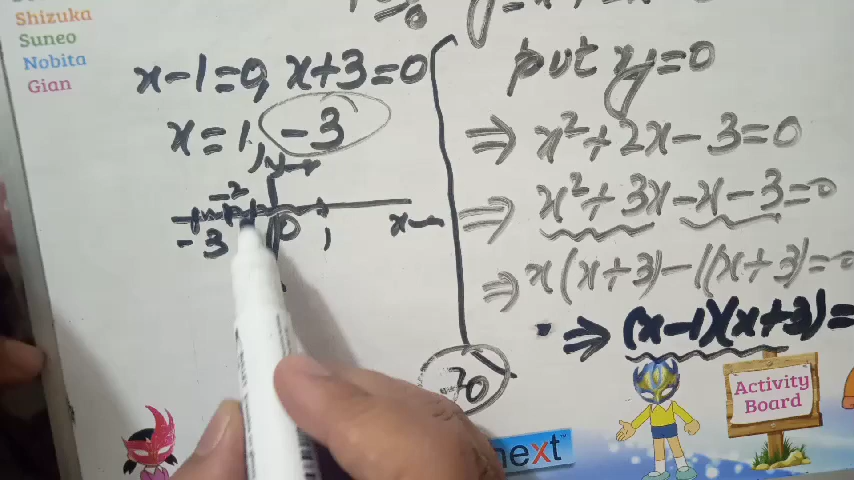 Shizuka
Suneo
Nobita
Gian
x-1=0, x+3=0
x=1, -3
y
-2
-3 0 1 x
put y=0
⇒ x²+2x-3=0
⇒ x²+3x-x-3=0
⇒ x(x+3)-1(x+3)=0
⇒ (x-1)(x+3)=
Activity
Board
next